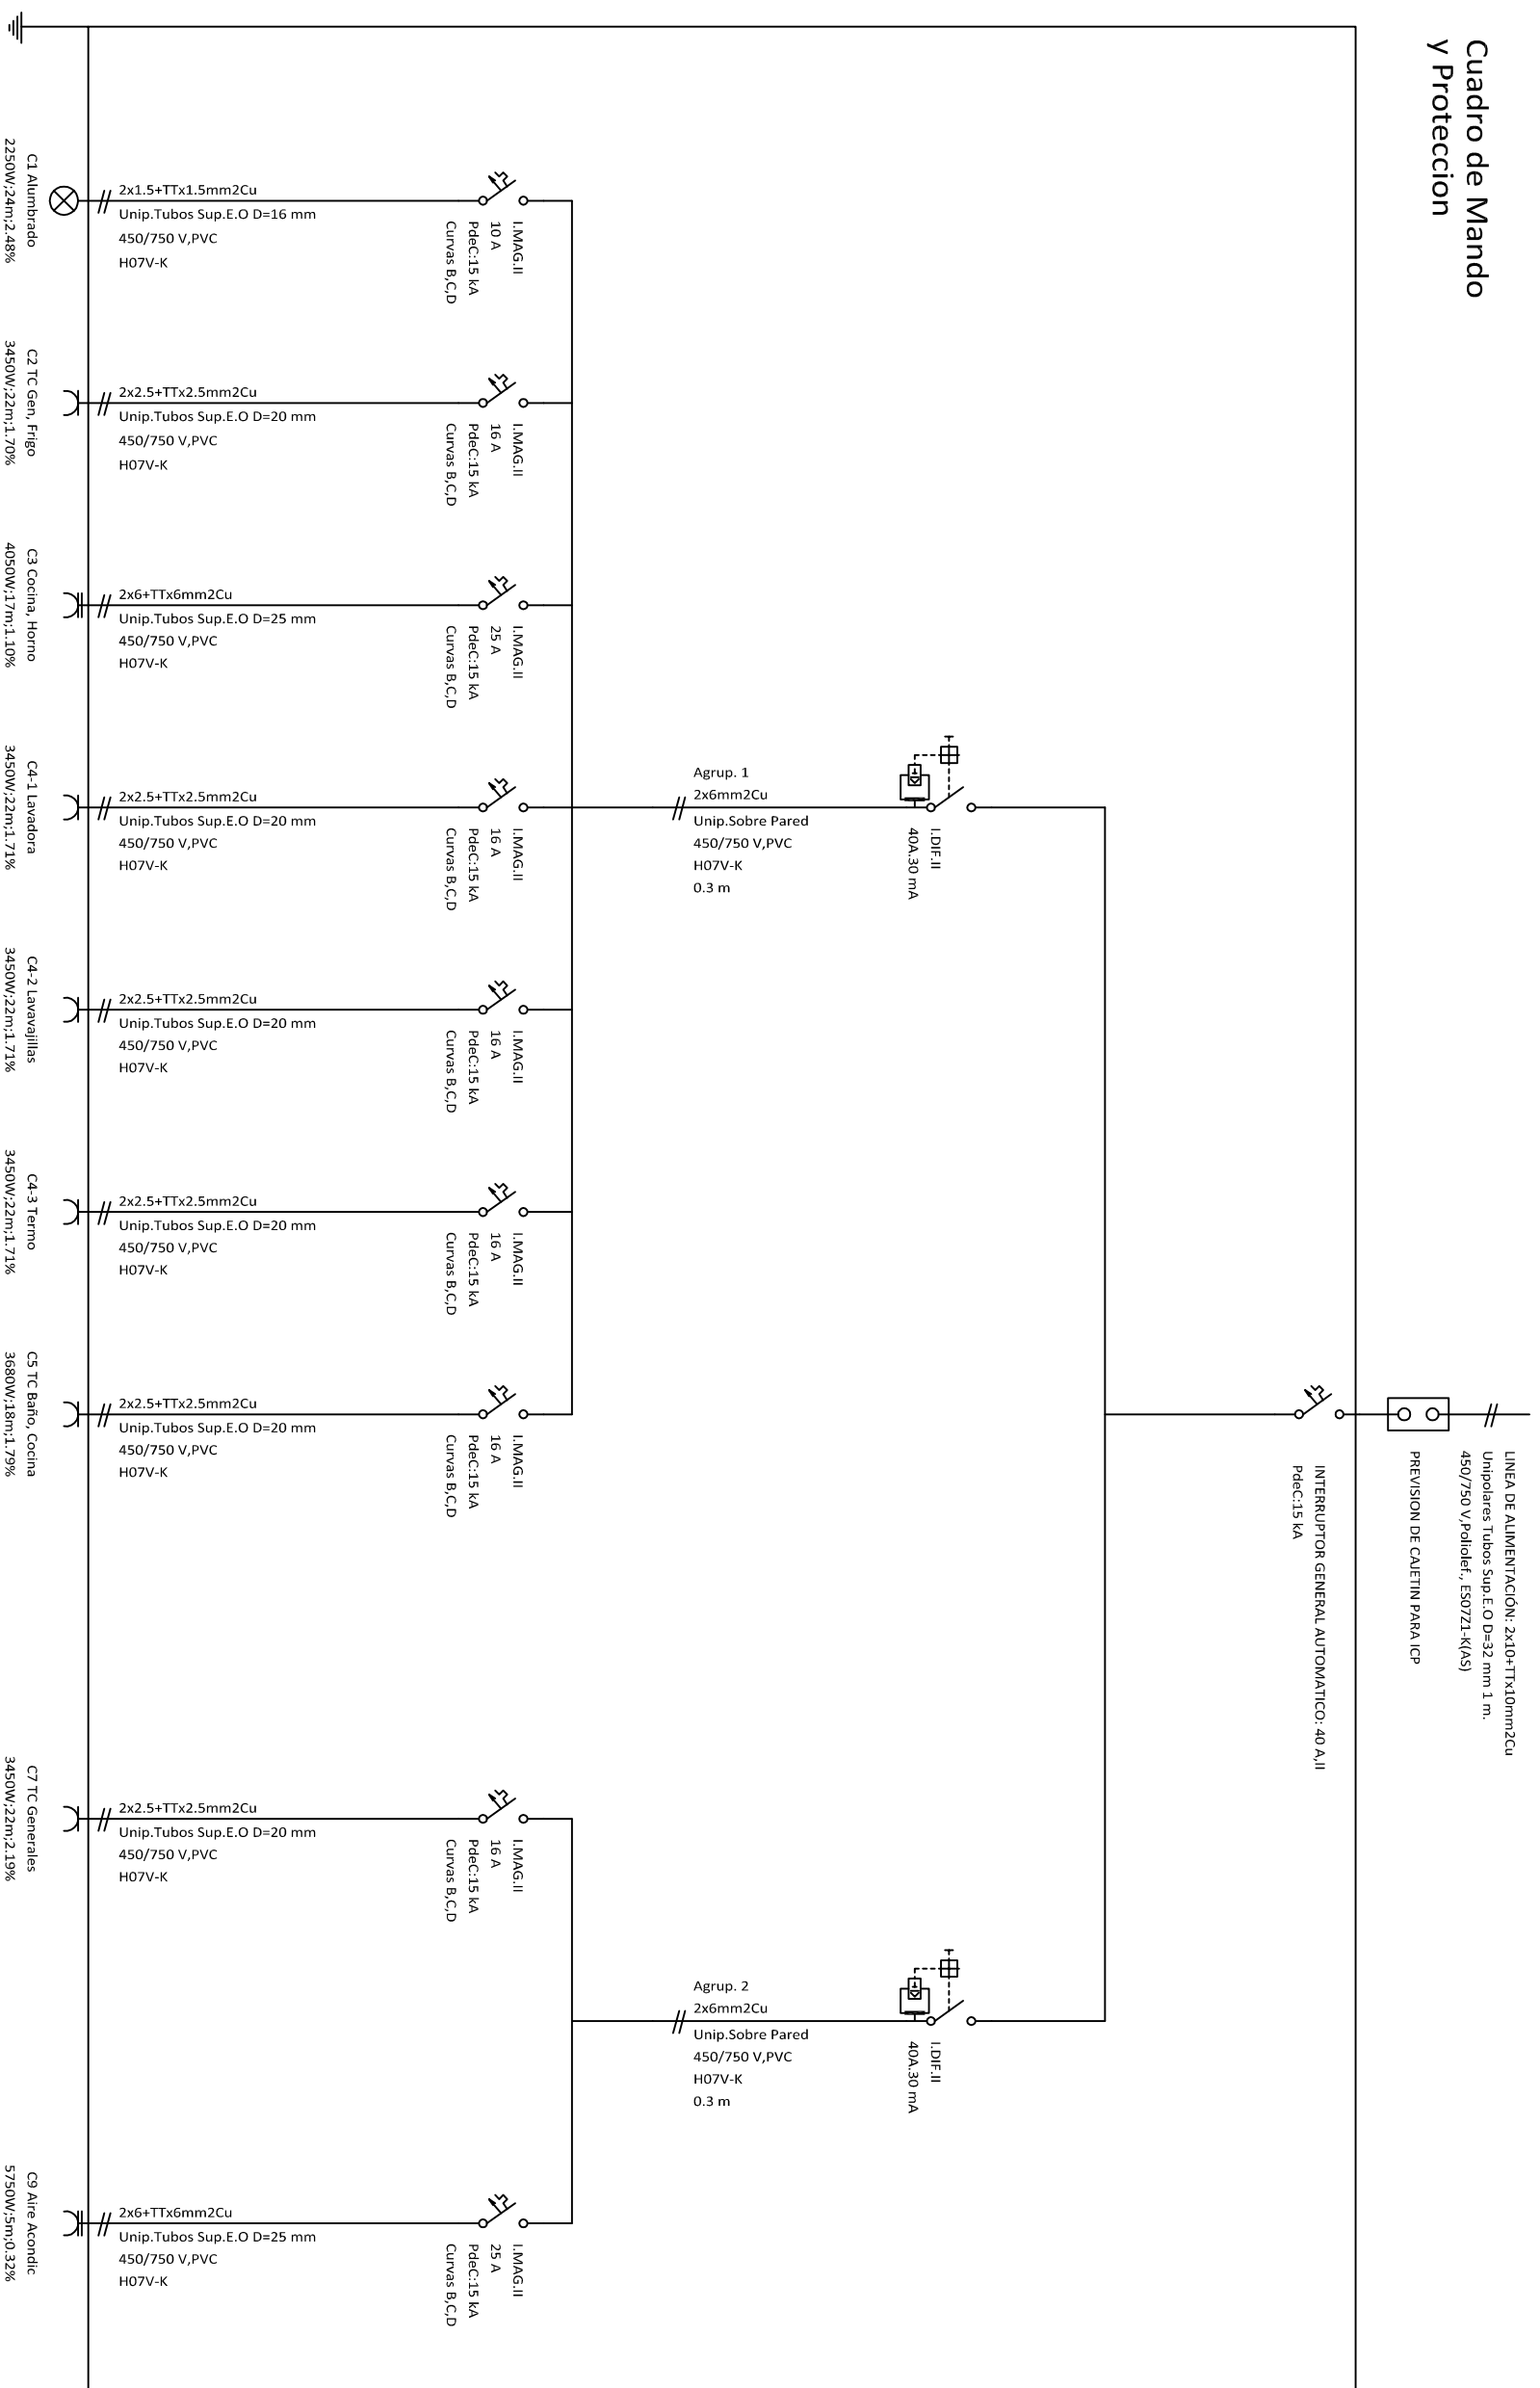 Cuadro de Mando
y Proteccion
LINEA DE ALIMENTACIÓN: 2x10+TTx10mm2Cu
Unipolares Tubos Sup.E.O D=32 mm 1 m.
450/750 V,Poliolef., ES07Z1-K(AS)
PREVISION DE CAJETIN PARA ICP
INTERRUPTOR GENERAL AUTOMATICO: 40 A,II
PdeC:15 kA
I.DIF.II
40A.30 mA
Agrup. 1
2x6mm2Cu
Unip.Sobre Pared
450/750 V,PVC
H07V-K
0.3 m
I.DIF.II
40A.30 mA
Agrup. 2
2x6mm2Cu
Unip.Sobre Pared
450/750 V,PVC
H07V-K
0.3 m
I.MAG.II
10 A
PdeC:15 kA
Curvas B,C,D
2x1.5+TTx1.5mm2Cu
Unip.Tubos Sup.E.O D=16 mm
450/750 V,PVC
H07V-K
C1 Alumbrado
2250W;24m;2.48%
I.MAG.II
16 A
PdeC:15 kA
Curvas B,C,D
2x2.5+TTx2.5mm2Cu
Unip.Tubos Sup.E.O D=20 mm
450/750 V,PVC
H07V-K
C2 TC Gen, Frigo
3450W;22m;1.70%
I.MAG.II
25 A
PdeC:15 kA
Curvas B,C,D
2x6+TTx6mm2Cu
Unip.Tubos Sup.E.O D=25 mm
450/750 V,PVC
H07V-K
C3 Cocina, Horno
4050W;17m;1.10%
I.MAG.II
16 A
PdeC:15 kA
Curvas B,C,D
2x2.5+TTx2.5mm2Cu
Unip.Tubos Sup.E.O D=20 mm
450/750 V,PVC
H07V-K
C4-1 Lavadora
3450W;22m;1.71%
I.MAG.II
16 A
PdeC:15 kA
Curvas B,C,D
2x2.5+TTx2.5mm2Cu
Unip.Tubos Sup.E.O D=20 mm
450/750 V,PVC
H07V-K
C4-2 Lavavajillas
3450W;22m;1.71%
I.MAG.II
16 A
PdeC:15 kA
Curvas B,C,D
2x2.5+TTx2.5mm2Cu
Unip.Tubos Sup.E.O D=20 mm
450/750 V,PVC
H07V-K
C4-3 Termo
3450W;22m;1.71%
I.MAG.II
16 A
PdeC:15 kA
Curvas B,C,D
2x2.5+TTx2.5mm2Cu
Unip.Tubos Sup.E.O D=20 mm
450/750 V,PVC
H07V-K
C5 TC Baño, Cocina
3680W;18m;1.79%
I.MAG.II
16 A
PdeC:15 kA
Curvas B,C,D
2x2.5+TTx2.5mm2Cu
Unip.Tubos Sup.E.O D=20 mm
450/750 V,PVC
H07V-K
C7 TC Generales
3450W;22m;2.19%
I.MAG.II
25 A
PdeC:15 kA
Curvas B,C,D
2x6+TTx6mm2Cu
Unip.Tubos Sup.E.O D=25 mm
450/750 V,PVC
H07V-K
C9 Aire Acondic
5750W;5m;0.32%